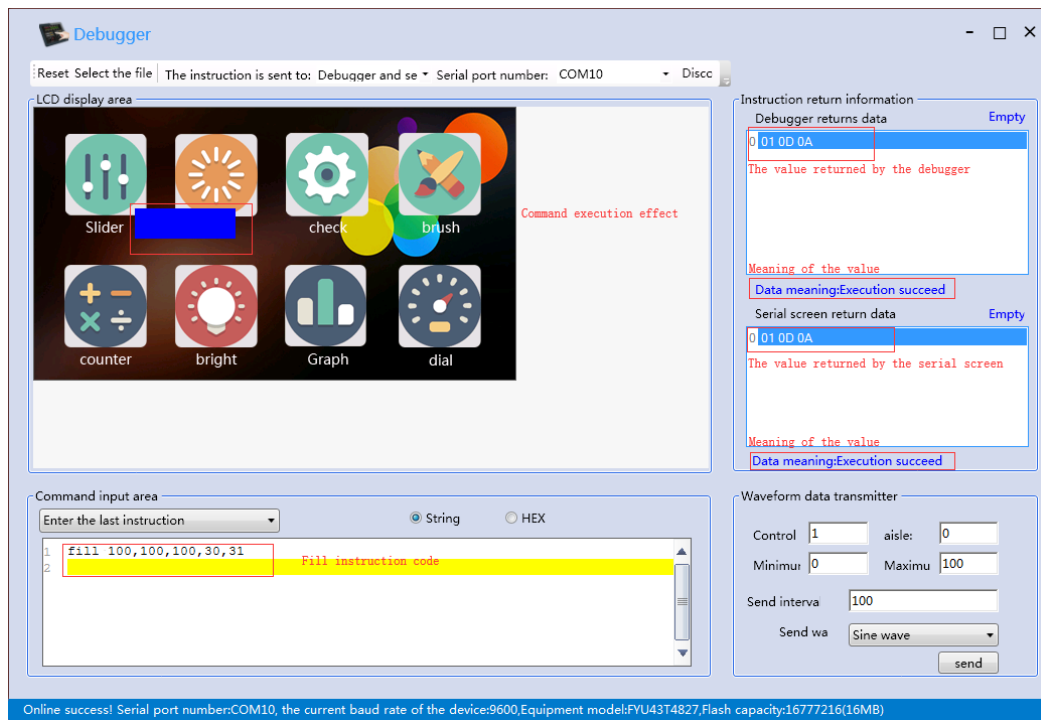 Debugger
Reset Select the file The instruction is sent to: Debugger and se Serial port number: COM10 Discc
LCD display area
Slider check brush
counter bright Graph dial
Command execution effect
Instruction return information
Debugger returns data Empty
0 01 0D 0A
The value returned by the debugger
Meaning of the value
Data meaning:Execution succeed
Serial screen return data Empty
0 01 0D 0A
The value returned by the serial screen
Meaning of the value
Data meaning:Execution succeed
Command input area
Enter the last instruction String HEX
1 fill 100,100,100,30,31
2
Fill instruction code
Waveform data transmitter
Control 1 aisle: 0
Minimur 0 Maximu 100
Send interva 100
Send wa Sine wave
send
Online success! Serial port number:COM10, the current baud rate of the device:9600,Equipment model:FYU43T4827,Flash capacity:16777216(16MB)